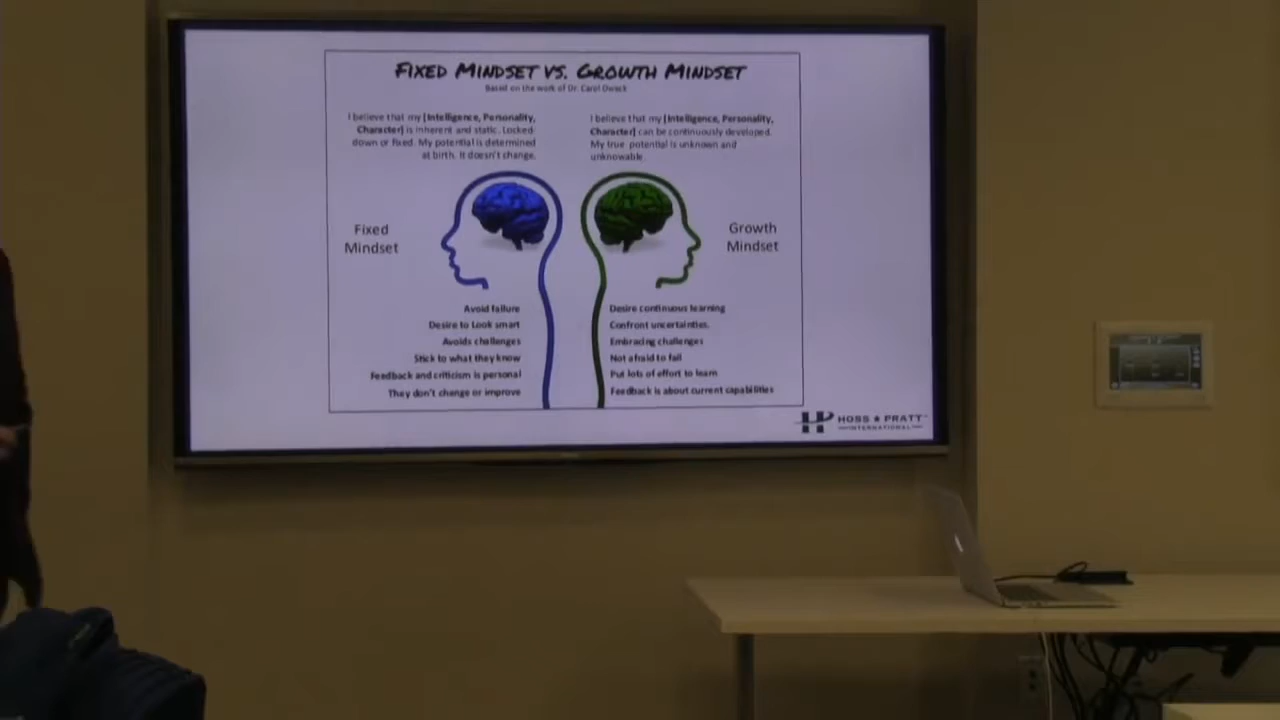 FIXED MINDSET VS. GROWTH MINDSET
Based on the work of Dr. Carol Dweck
I believe that my [Intelligence, Personality,
Character] is inherent and static. Locked
down or fixed. My potential is determined
at birth. It doesn't change.
I believe that my [Intelligence, Personality,
Character] can be continuously developed.
My true potential is unknown and
unknowable.
Fixed
Mindset
Growth
Mindset
Avoid failure
Desire to Look smart
Avoids challenges
Stick to what they know
Feedback and criticism is personal
They don't change or improve
Desire continuous learning
Confront uncertainties.
Embracing challenges
Not afraid to fail
Put lots of effort to learn
Feedback is about current capabilities
HOSS ★ PRATT
INTERNATIONAL